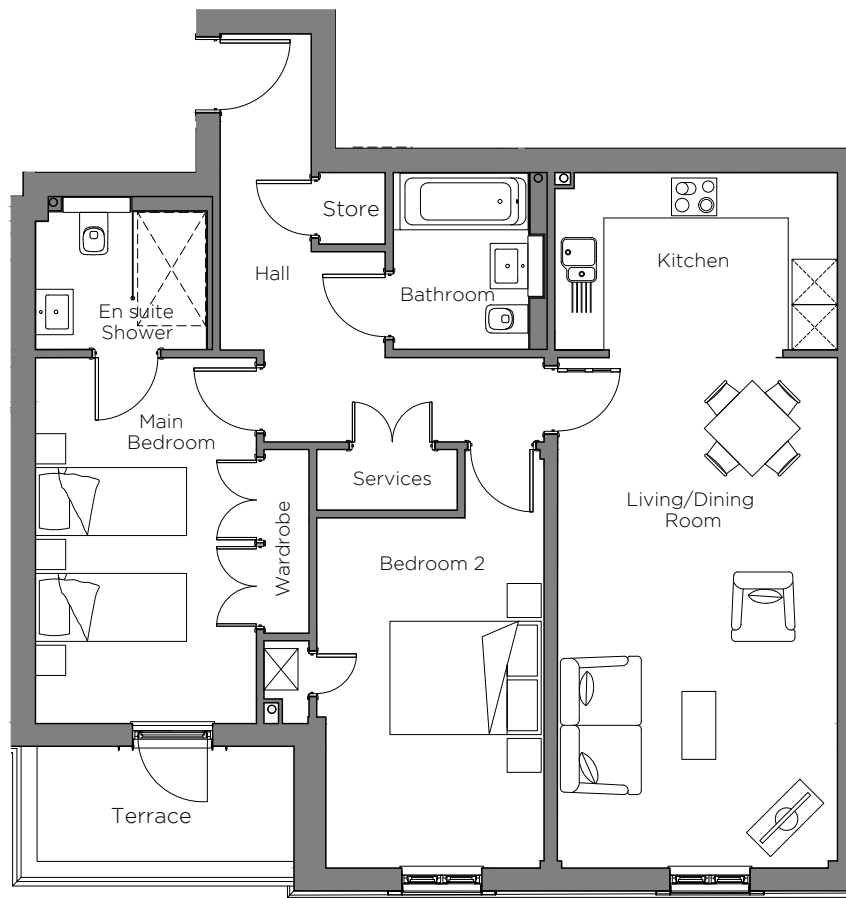 Store
Hall
Kitchen
Bathroom
En suite
Shower
Main
Bedroom
Services
Living/Dining
Room
Wardrobe
Bedroom 2
Terrace